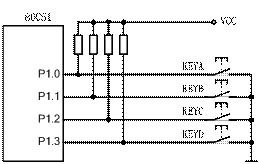 80C51
VCC
P1.0 KEYA
P1.1 KEYB
P1.2 KEYC
P1.3 KEYD